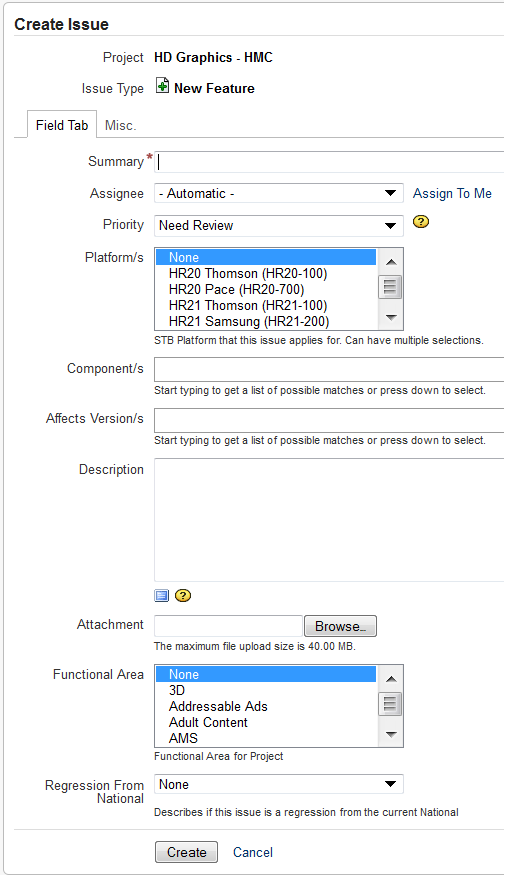 Create Issue
Project HD Graphics - HMC
Issue Type New Feature
Field Tab Misc.
Summary *
Assignee - Automatic - Assign To Me
Priority Need Review ?
Platform/s None
HR20 Thomson (HR20-100)
HR20 Pace (HR20-700)
HR21 Thomson (HR21-100)
HR21 Samsung (HR21-200)
STB Platform that this issue applies for. Can have multiple selections.
Component/s
Start typing to get a list of possible matches or press down to select.
Affects Version/s
Start typing to get a list of possible matches or press down to select.
Description
?
Attachment Browse..
The maximum file upload size is 40.00 MB.
Functional Area None
3D
Addressable Ads
Adult Content
AMS
Functional Area for Project
Regression From
National
None
Describes if this issue is a regression from the current National
Create Cancel